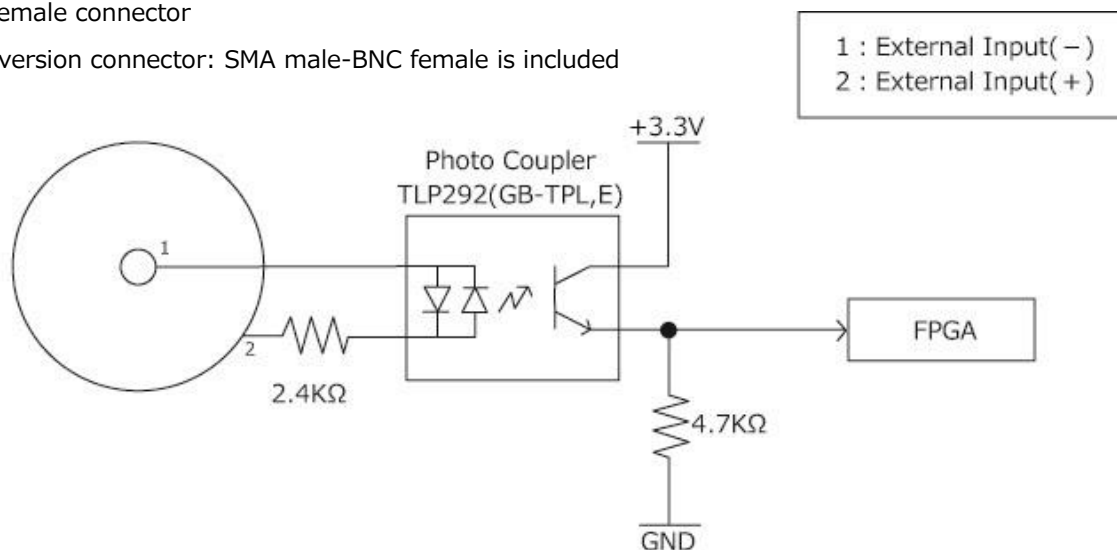 emale connector
version connector: SMA male-BNC female is included
1 : External Input(−)
2 : External Input(+)
+3.3V
Photo Coupler
TLP292(GB-TPL,E)
1
2
2.4KΩ
FPGA
4.7KΩ
GND